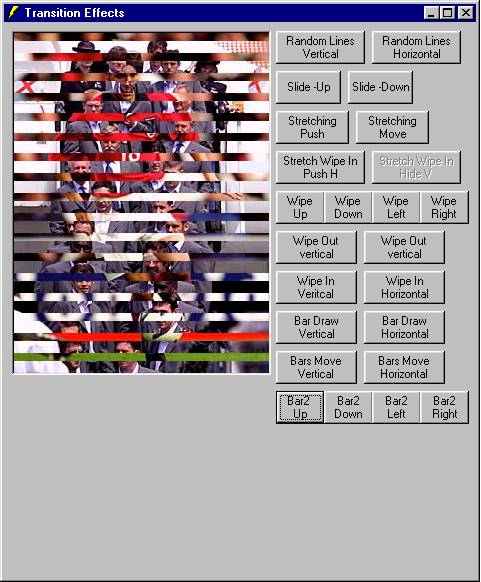 Transition Effects
Random Lines
Vertical
Random Lines
Horizontal
Slide -Up
Slide -Down
Stretching
Push
Stretching
Move
Stretch Wipe In
Push H
Stretch Wipe In
Hide V
Wipe
Up
Wipe
Down
Wipe
Left
Wipe
Right
Wipe Out
vertical
Wipe Out
vertical
Wipe In
Veritcal
Wipe In
Horizontal
Bar Draw
Vertical
Bar Draw
Horizontal
Bars Move
Vertical
Bars Move
Horizontal
Bar2
Up
Bar2
Down
Bar2
Left
Bar2
Right